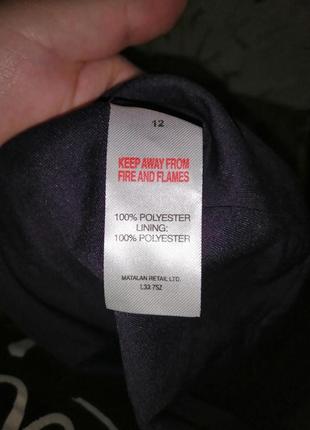 12
KEEP AWAY FROM
FIRE AND FLAMES
100% POLYESTER
LINING:
100% POLYESTER
MATALAN RETAIL LTD.
L33 7SZ